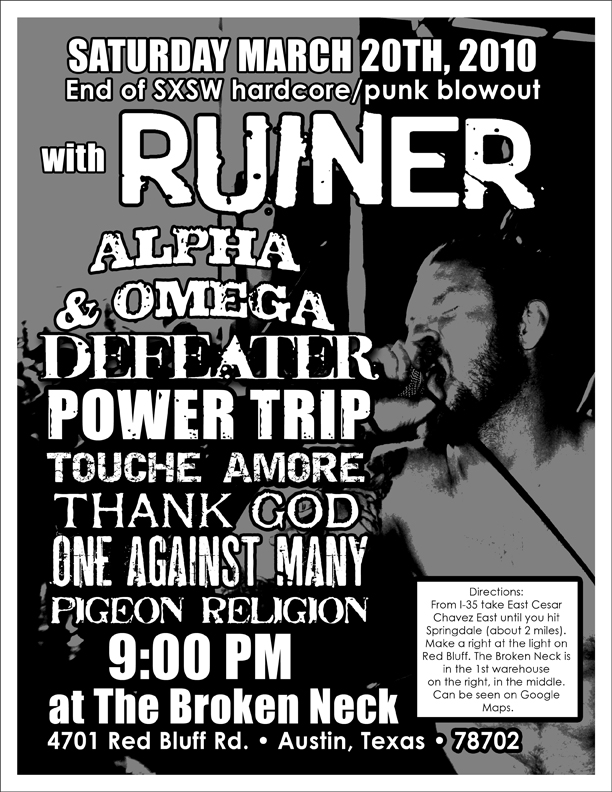 SATURDAY MARCH 20TH, 2010
End of SXSW hardcore/punk blowout
with RUINER
ALPHA
& OMEGA
DEFEATER
POWER TRIP
TOUCHE AMORE
THANK GOD
ONE AGAINST MANY
PIGEON RELIGION
9:00 PM
at The Broken Neck
4701 Red Bluff Rd. • Austin, Texas • 78702
Directions:
From I-35 take East Cesar
Chavez East until you hit
Springdale (about 2 miles).
Make a right at the light on
Red Bluff. The Broken Neck is
in the 1st warehouse
on the right, in the middle.
Can be seen on Google
Maps.